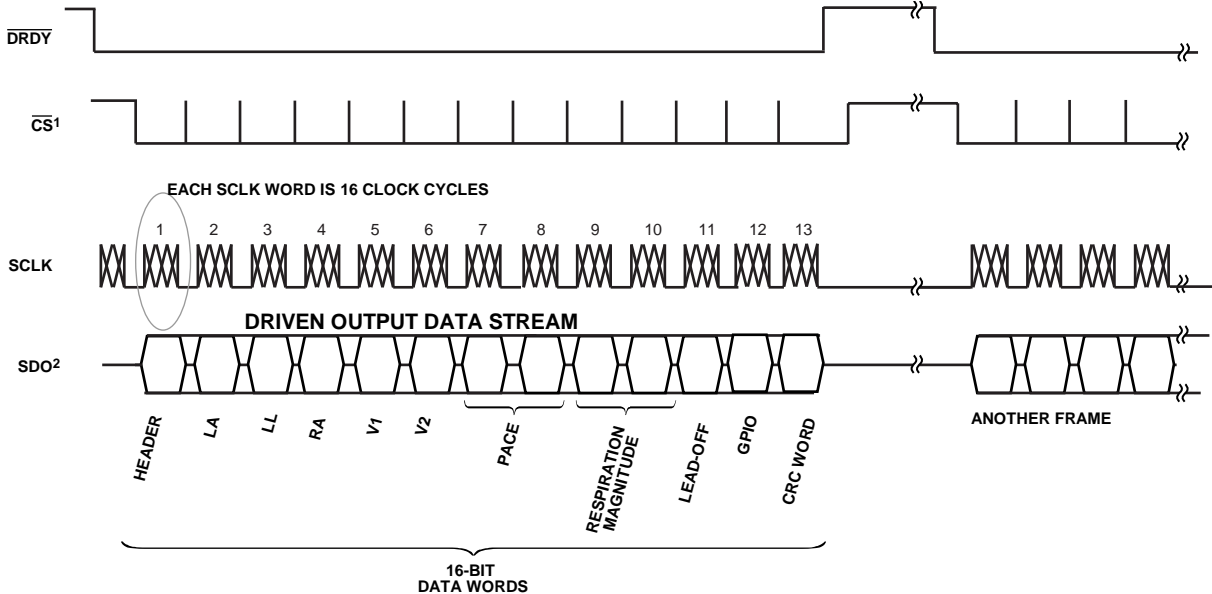 DRDY
CS1
EACH SCLK WORD IS 16 CLOCK CYCLES
1 2 3 4 5 6 7 8 9 10 11 12 13
SCLK
DRIVEN OUTPUT DATA STREAM
SDO2
HEADER
LA
LL
RA
V1
V2
PACE
RESPIRATION
MAGNITUDE
LEAD-OFF
GPIO
CRC WORD
ANOTHER FRAME
16-BIT
DATA WORDS